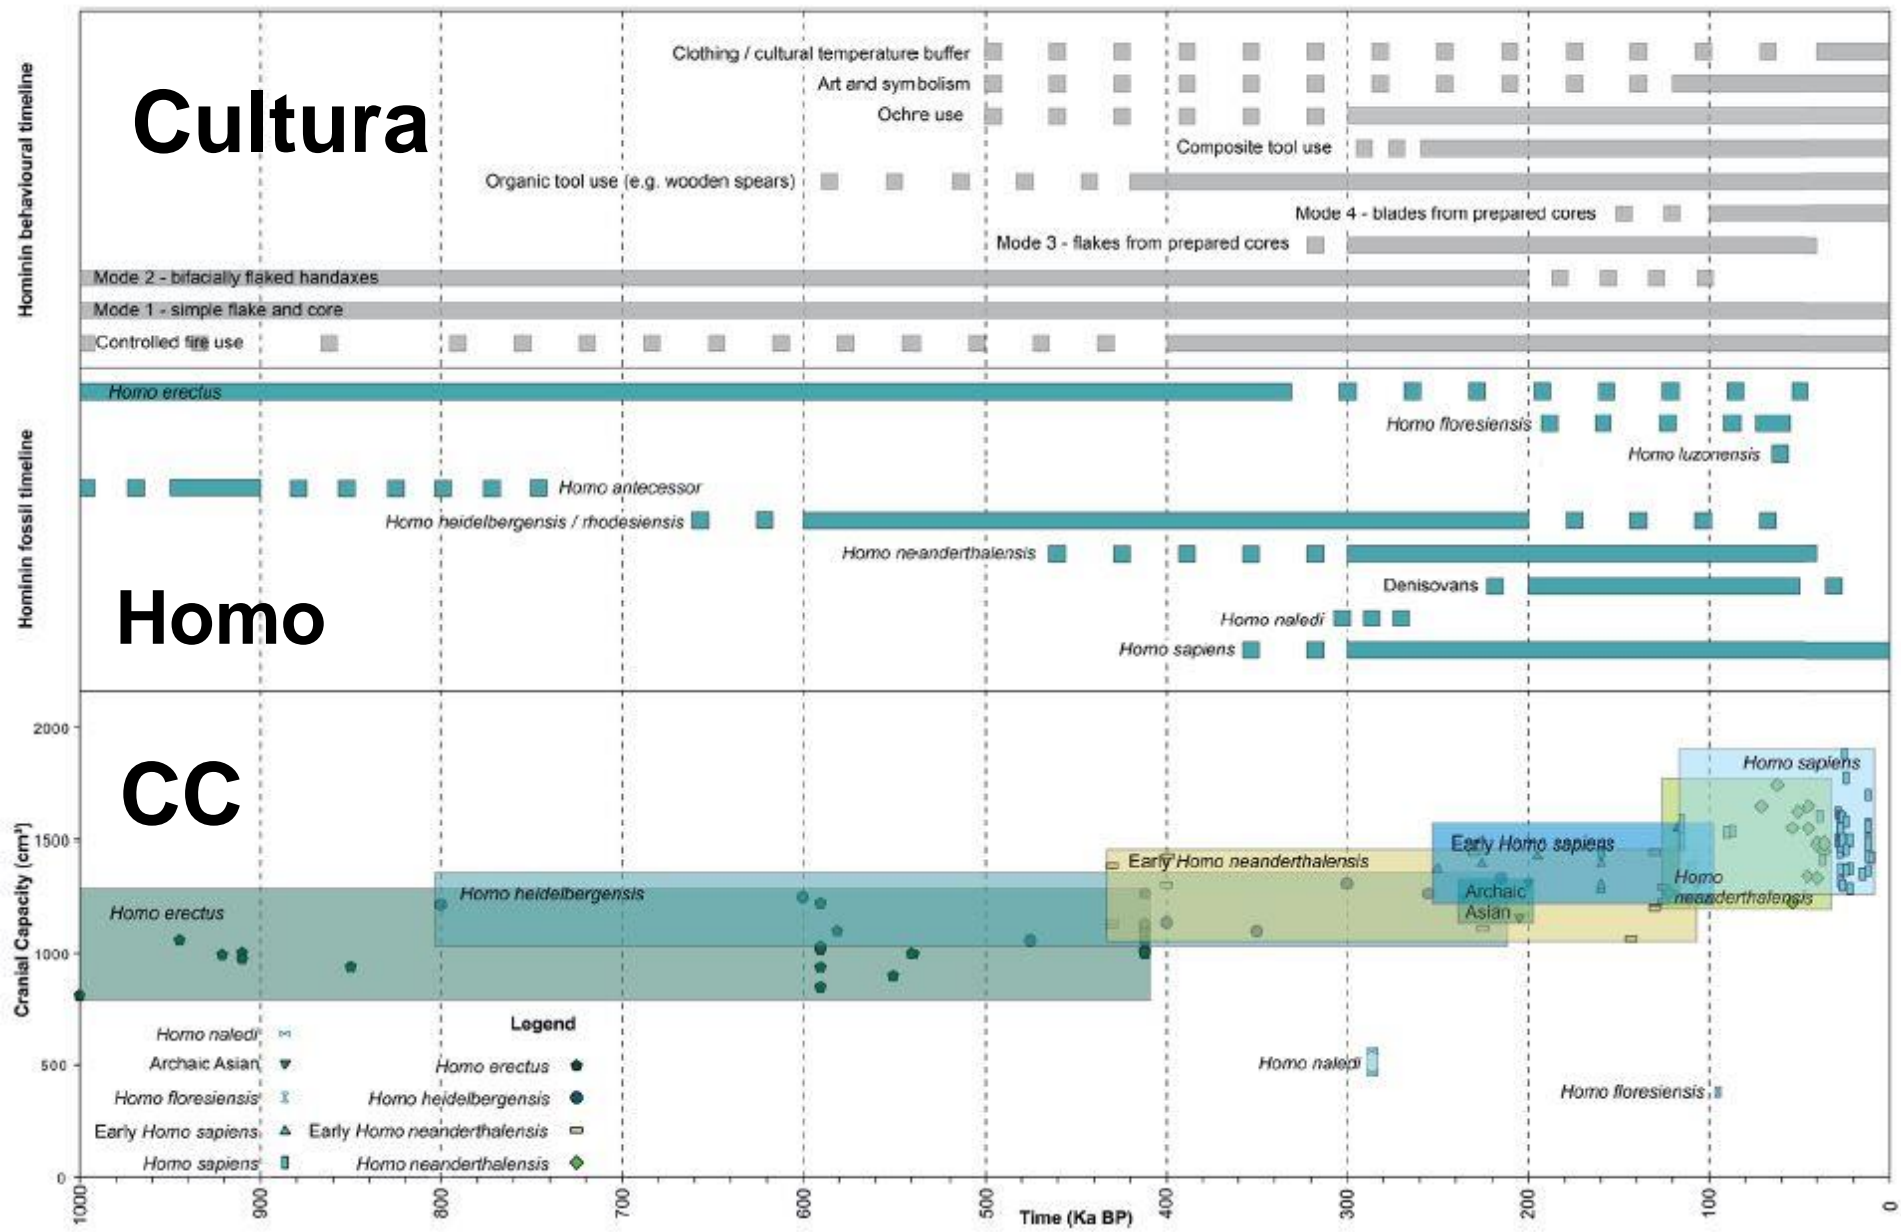 Cultura
Hominin behavioural timeline
Clothing / cultural temperature buffer
Art and symbolism
Ochre use
Composite tool use
Organic tool use (e.g. wooden spears)
Mode 4 - blades from prepared cores
Mode 3 - flakes from prepared cores
Mode 2 - bifacially flaked handaxes
Mode 1 - simple flake and core
Controlled fire use
Homo
Hominin fossil timeline
Homo erectus
Homo floresiensis
Homo luzonensis
Homo antecessor
Homo heidelbergensis / rhodesiensis
Homo neanderthalensis
Denisovans
Homo naledi
Homo sapiens
CC
Cranial Capacity (cm³)
2000
1500
1000
500
0
Homo sapiens
Early Homo sapiens
Early Homo neanderthalensis
Homo
neanderthalensis
Archaic
Asian
Homo heidelbergensis
Homo erectus
Homo naledi
Homo floresiensis
Legend
Homo naledi
Archaic Asian
Homo floresiensis
Early Homo sapiens
Homo sapiens
Homo erectus
Homo heidelbergensis
Early Homo neanderthalensis
Homo neanderthalensis
1000 900 800 700 600 500 400 300 200 100 0
Time (Ka BP)